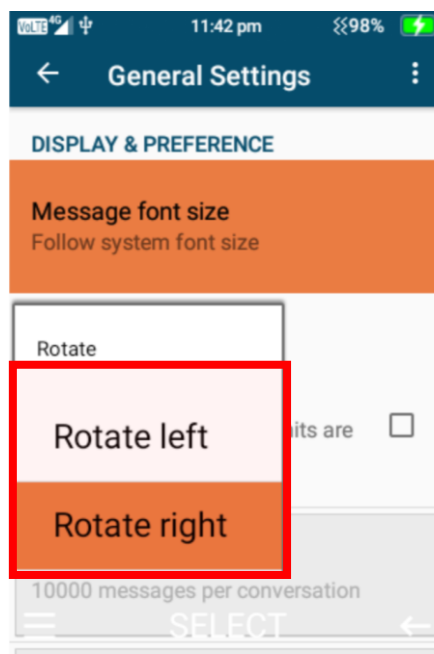 VoLTE 4G 11:42 pm 98%
General Settings
DISPLAY & PREFERENCE
Message font size
Follow system font size
Rotate
Rotate left
its are
Rotate right
10000 messages per conversation
SELECT